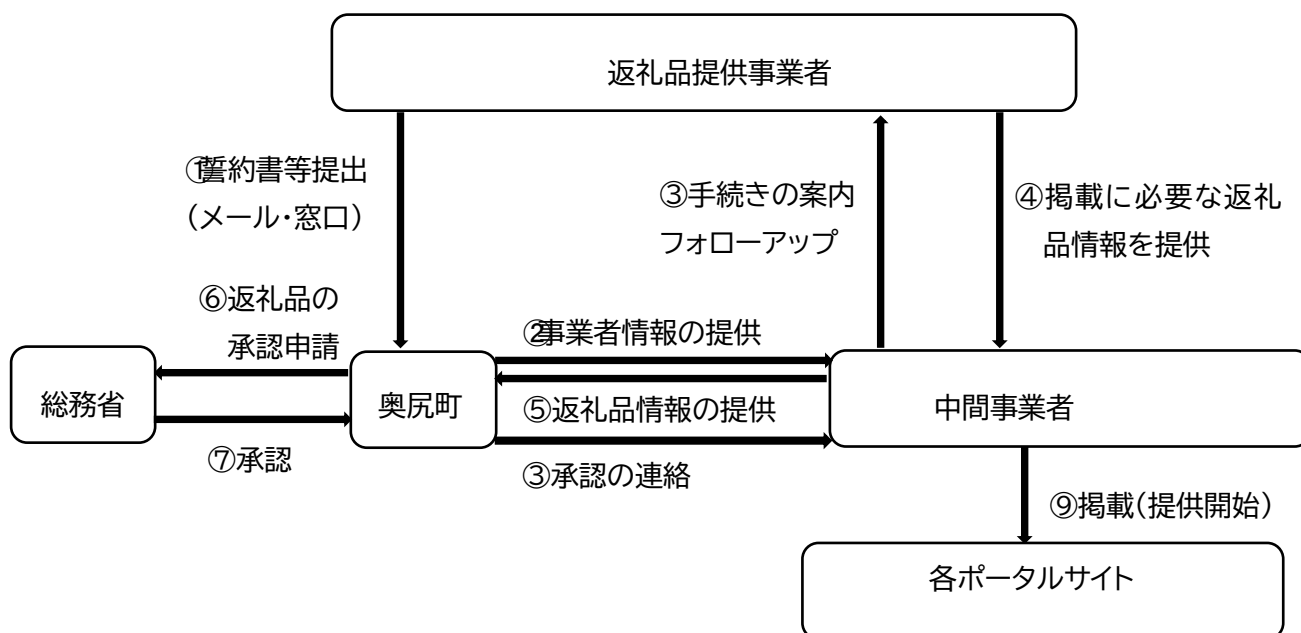 返礼品提供事業者
①誓約書等提出
（メール・窓口）
③手続きの案内
フォローアップ
④掲載に必要な返礼
品情報を提供
⑥返礼品の
承認申請
②事業者情報の提供
総務省
奥尻町
⑤返礼品情報の提供
中間事業者
⑦承認
③承認の連絡
⑨掲載（提供開始）
各ポータルサイト